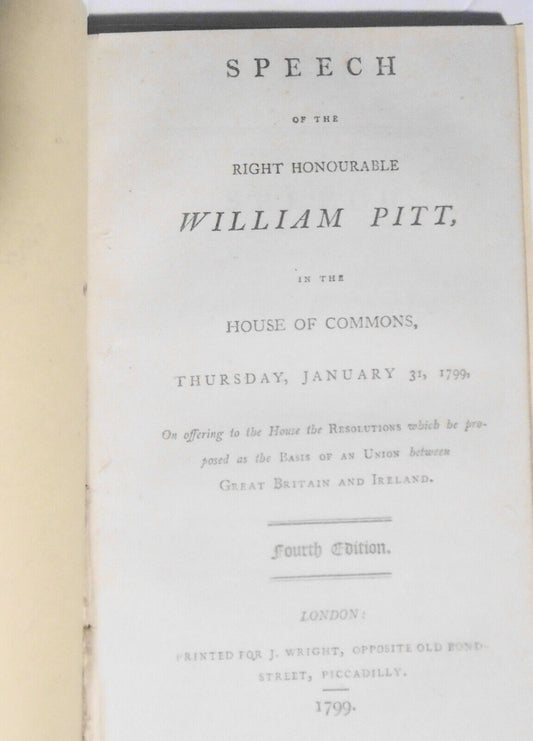 SPEECH
OF THE
RIGHT HONOURABLE
WILLIAM PITT,
IN THE
HOUSE OF COMMONS,
THURSDAY, JANUARY 31, 1799,
On offering to the House the RESOLUTIONS which he pro-
posed as the BASIS OF AN UNION between
GREAT BRITAIN AND IRELAND.
Fourth Edition.
LONDON:
PRINTED FOR J. WRIGHT, OPPOSITE OLD BOND-
STREET, PICCADILLY.
1799.